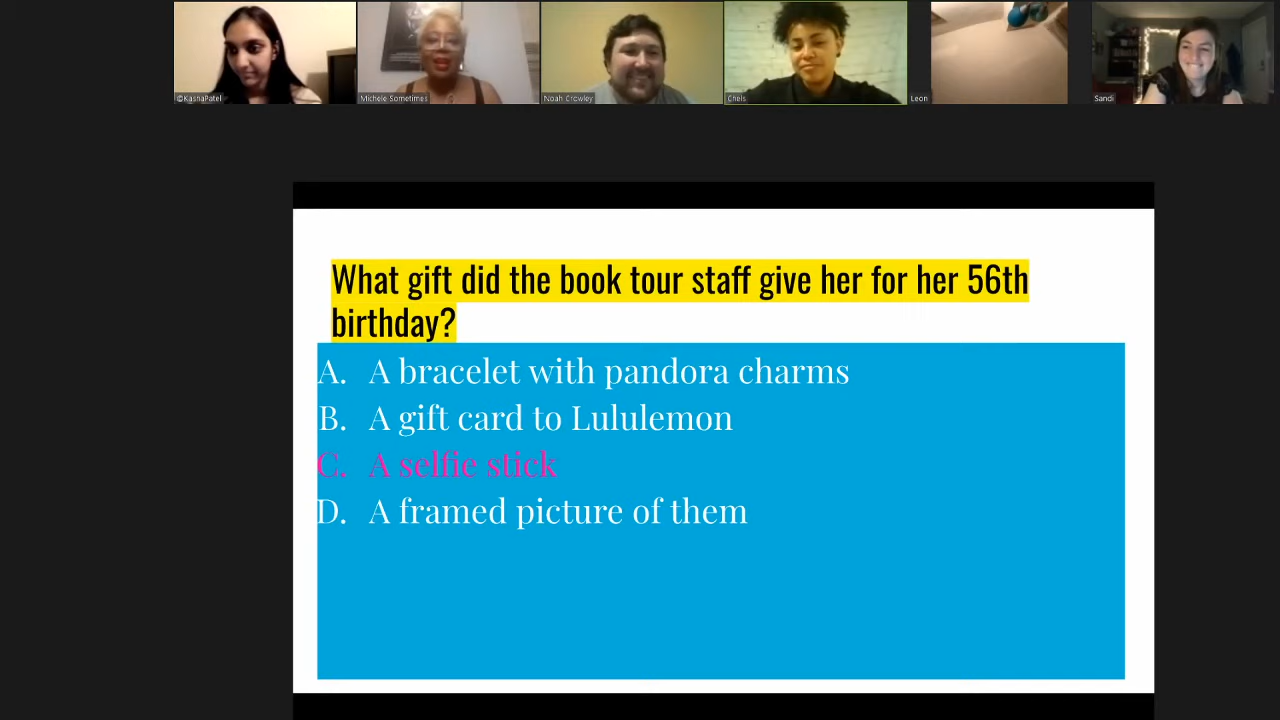 ©KashaPatel
Michele Sometimes
Noah Crowley
Chels
Leon
Sandi
What gift did the book tour staff give her for her 56th
birthday?
A. A bracelet with pandora charms
B. A gift card to Lululemon
C. A selfie stick
D. A framed picture of them